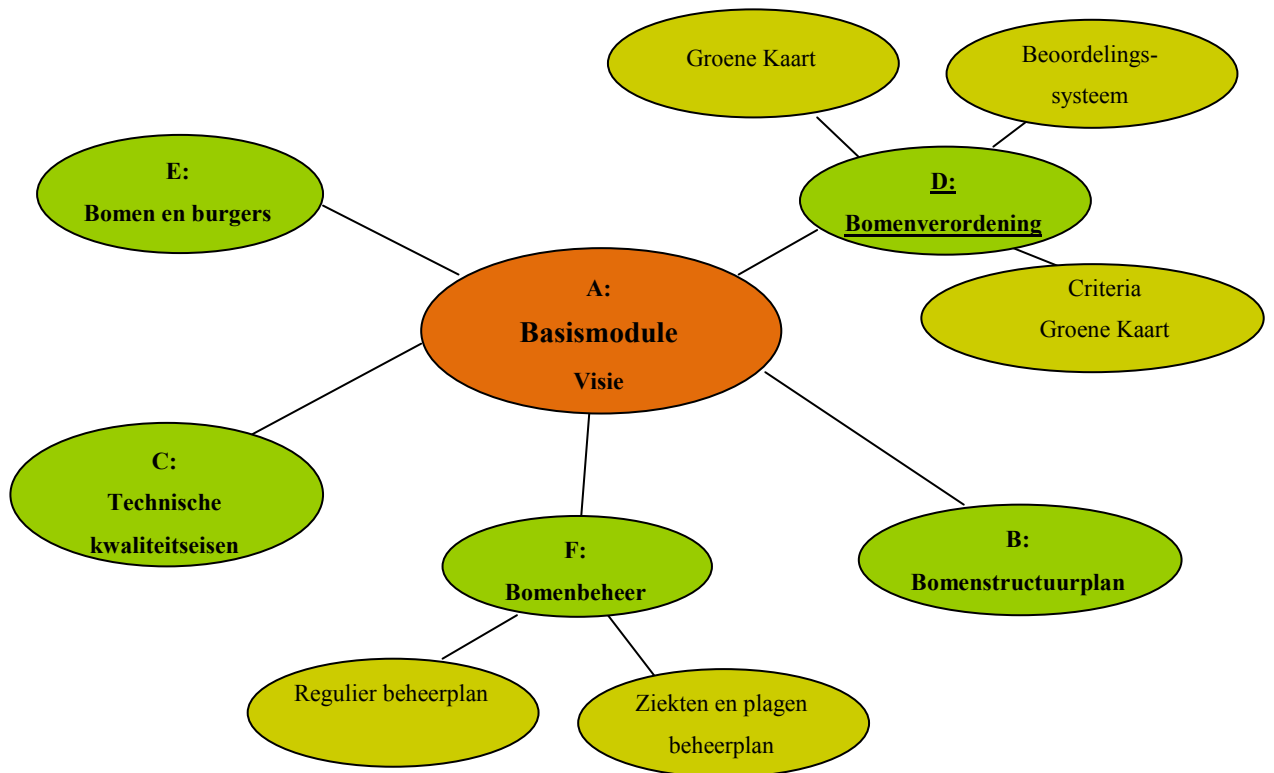 Groene Kaart
Beoordelings-
systeem
E:
Bomen en burgers
D:
Bomenverordening
A:
Basismodule
Visie
Criteria
Groene Kaart
C:
Technische
kwaliteitseisen
F:
Bomenbeheer
B:
Bomenstructuurplan
Regulier beheerplan
Ziekten en plagen
beheerplan